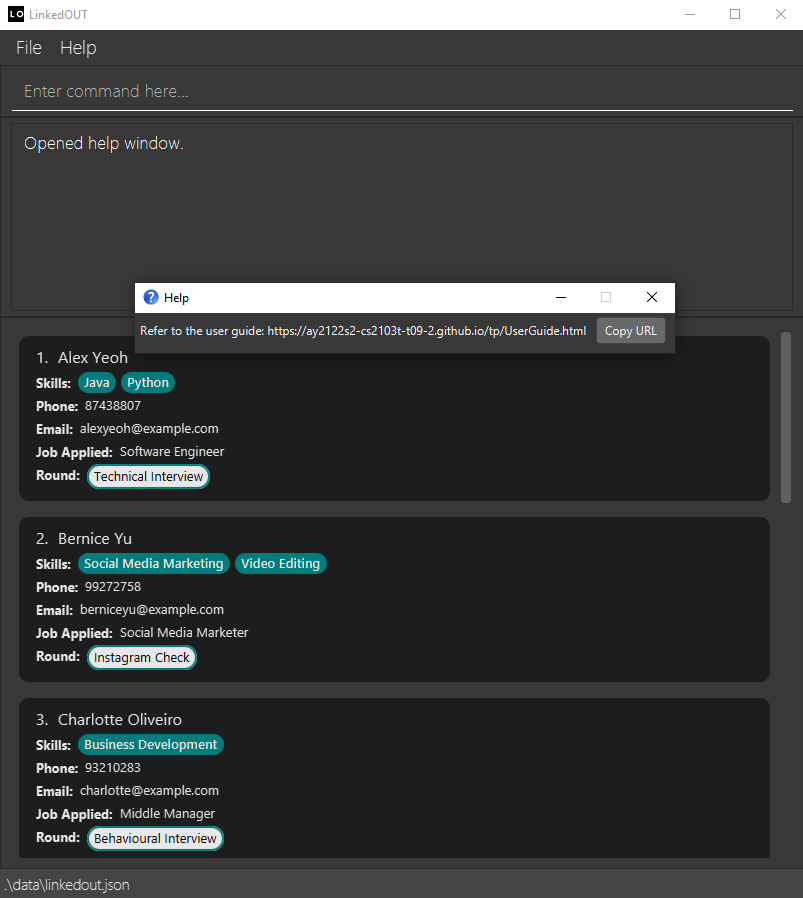 LO LinkedOUT
File Help
Enter command here...
Opened help window.
? Help
Refer to the user guide: https://ay2122s2-cs2103t-t09-2.github.io/tp/UserGuide.html Copy URL
1. Alex Yeoh
Skills: Java Python
Phone: 87438807
Email: alexyeoh@example.com
Job Applied: Software Engineer
Round: Technical Interview
2. Bernice Yu
Skills: Social Media Marketing Video Editing
Phone: 99272758
Email: berniceyu@example.com
Job Applied: Social Media Marketer
Round: Instagram Check
3. Charlotte Oliveiro
Skills: Business Development
Phone: 93210283
Email: charlotte@example.com
Job Applied: Middle Manager
Round: Behavioural Interview
.\data\linkedout.json